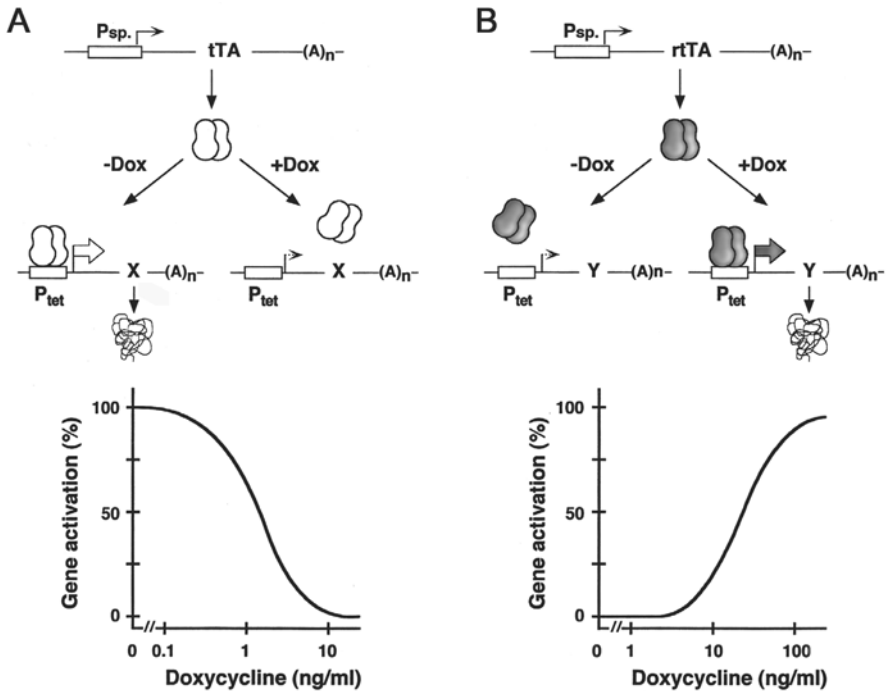 A
Psp.
tTA
(A)n–
-Dox
+Dox
X
(A)n–
Ptet
X
(A)n–
Ptet
100
50
0
Gene activation (%)
0
0.1
1
10
Doxycycline (ng/ml)
B
Psp.
rtTA
(A)n–
-Dox
+Dox
Y
(A)n–
Ptet
Y
(A)n–
Ptet
100
50
0
Gene activation (%)
0
1
10
100
Doxycycline (ng/ml)